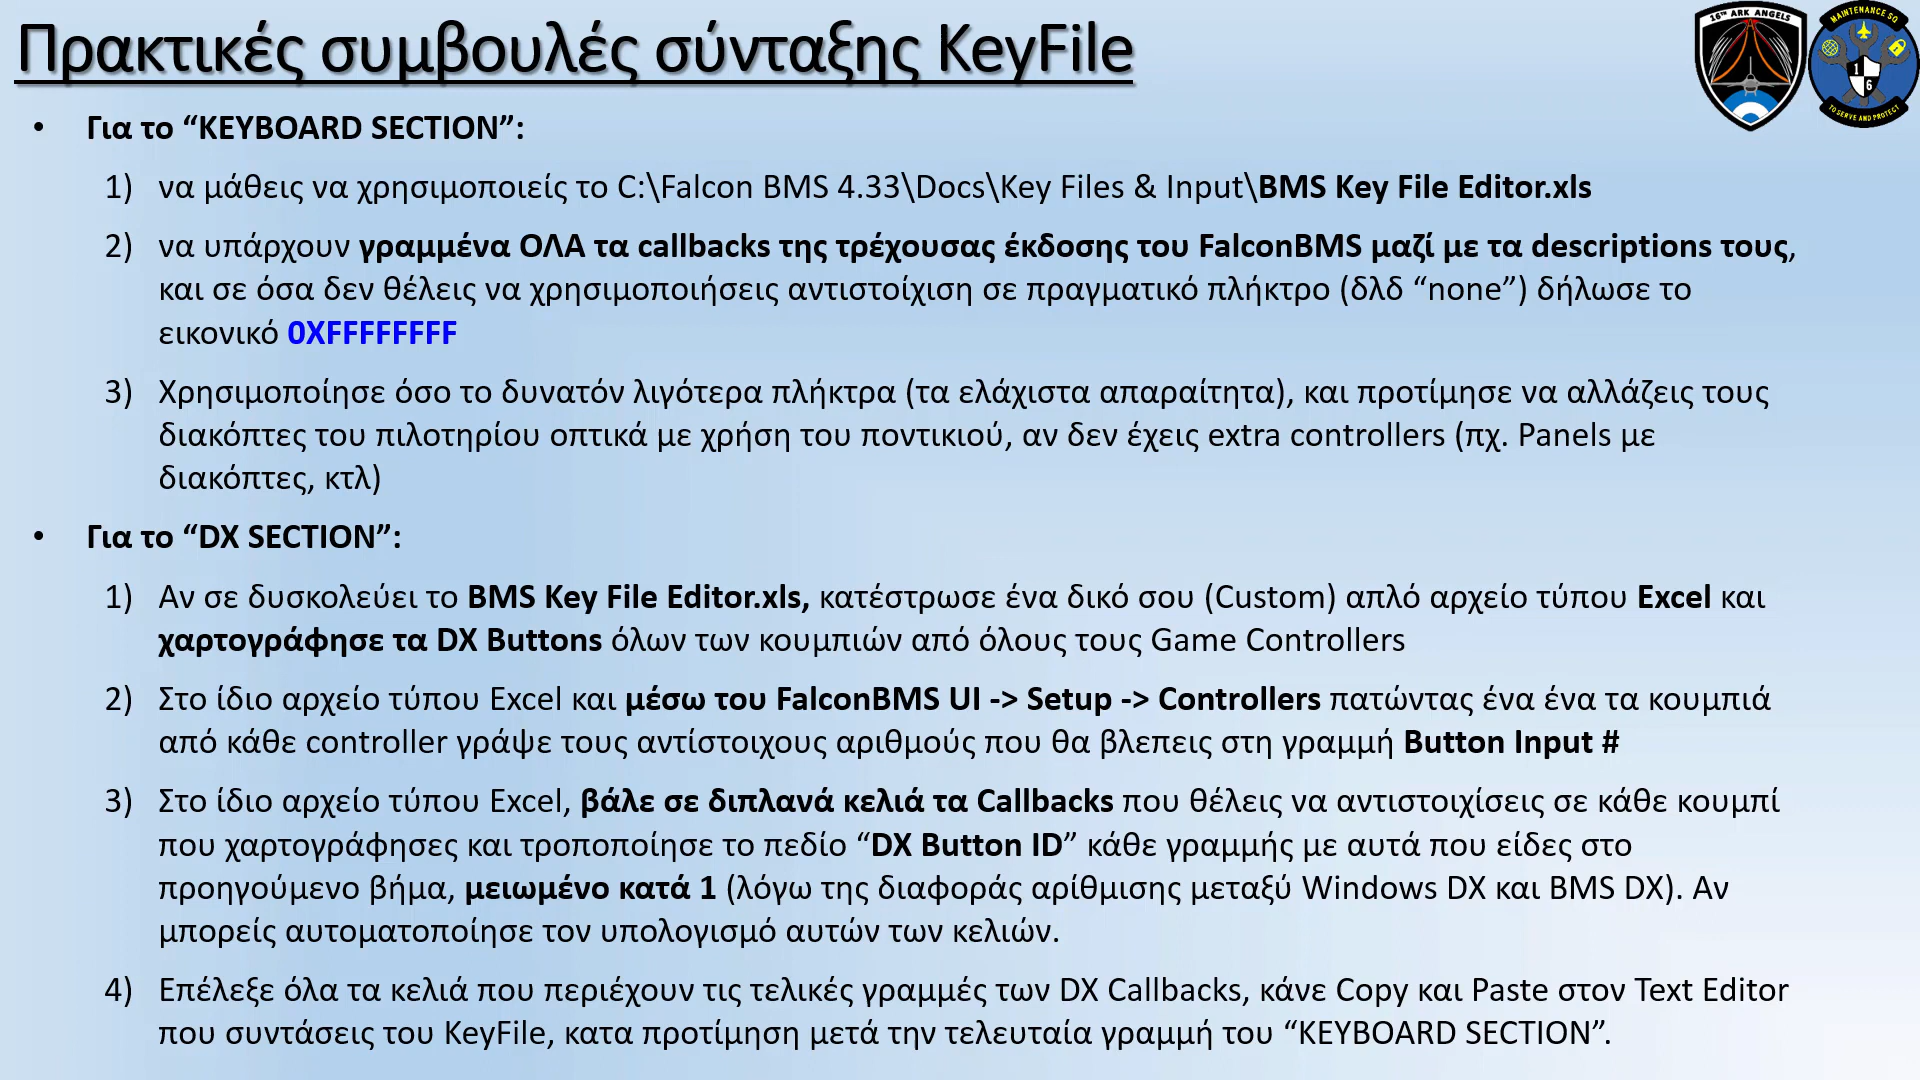 Πρακτικές συμβουλές σύνταξης KeyFile
16TH ARK ANGELS
MAINTENANCE SQ
1
6
TO SERVE AND PROTECT
• Για το “KEYBOARD SECTION”:
1) να μάθεις να χρησιμοποιείς το C:\Falcon BMS 4.33\Docs\Key Files & Input\BMS Key File Editor.xls
2) να υπάρχουν γραμμένα ΟΛΑ τα callbacks της τρέχουσας έκδοσης του FalconBMS μαζί με τα descriptions τους,
και σε όσα δεν θέλεις να χρησιμοποιήσεις αντιστοίχιση σε πραγματικό πλήκτρο (δλδ “none”) δήλωσε το
εικονικό 0XFFFFFFFF
3) Χρησιμοποίησε όσο το δυνατόν λιγότερα πλήκτρα (τα ελάχιστα απαραίτητα), και προτίμησε να αλλάζεις τους
διακόπτες του πιλοτηρίου οπτικά με χρήση του ποντικιού, αν δεν έχεις extra controllers (πχ. Panels με
διακόπτες, κτλ)
• Για το “DX SECTION”:
1) Αν σε δυσκολεύει το BMS Key File Editor.xls, κατέστρωσε ένα δικό σου (Custom) απλό αρχείο τύπου Excel και
χαρτογράφησε τα DX Buttons όλων των κουμπιών από όλους τους Game Controllers
2) Στο ίδιο αρχείο τύπου Excel και μέσω του FalconBMS UI -> Setup -> Controllers πατώντας ένα ένα τα κουμπιά
από κάθε controller γράψε τους αντίστοιχους αριθμούς που θα βλεπεις στη γραμμή Button Input #
3) Στο ίδιο αρχείο τύπου Excel, βάλε σε διπλανά κελιά τα Callbacks που θέλεις να αντιστοιχίσεις σε κάθε κουμπί
που χαρτογράφησες και τροποποίησε το πεδίο “DX Button ID” κάθε γραμμής με αυτά που είδες στο
προηγούμενο βήμα, μειωμένο κατά 1 (λόγω της διαφοράς αρίθμισης μεταξύ Windows DX και BMS DX). Αν
μπορείς αυτοματοποίησε τον υπολογισμό αυτών των κελιών.
4) Επέλεξε όλα τα κελιά που περιέχουν τις τελικές γραμμές των DX Callbacks, κάνε Copy και Paste στον Text Editor
που συντάσεις του KeyFile, κατα προτίμηση μετά την τελευταία γραμμή του “KEYBOARD SECTION”.